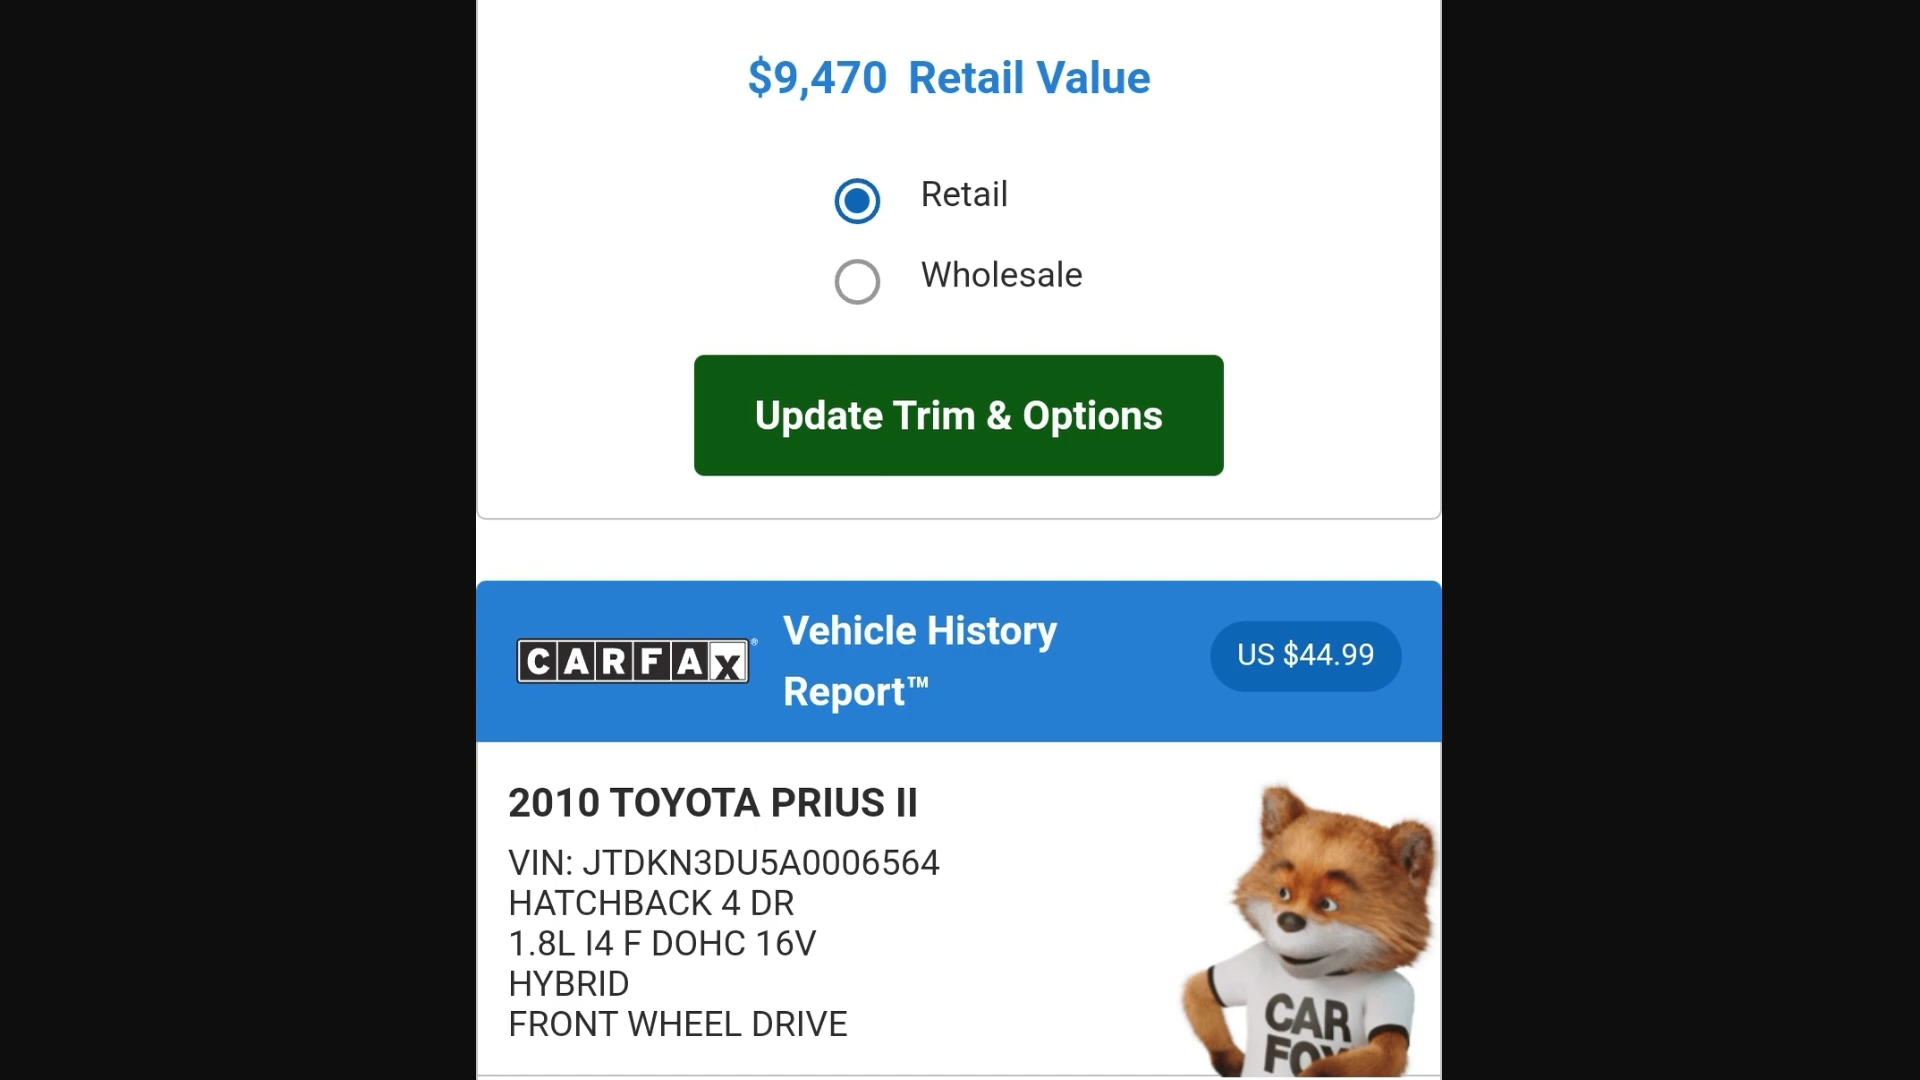 $9,470 Retail Value
Retail
Wholesale
Update Trim & Options
CARFAX®
Vehicle History
Report™
US $44.99
2010 TOYOTA PRIUS II
VIN: JTDKN3DU5A0006564
HATCHBACK 4 DR
1.8L I4 F DOHC 16V
HYBRID
FRONT WHEEL DRIVE
CAR
FOX